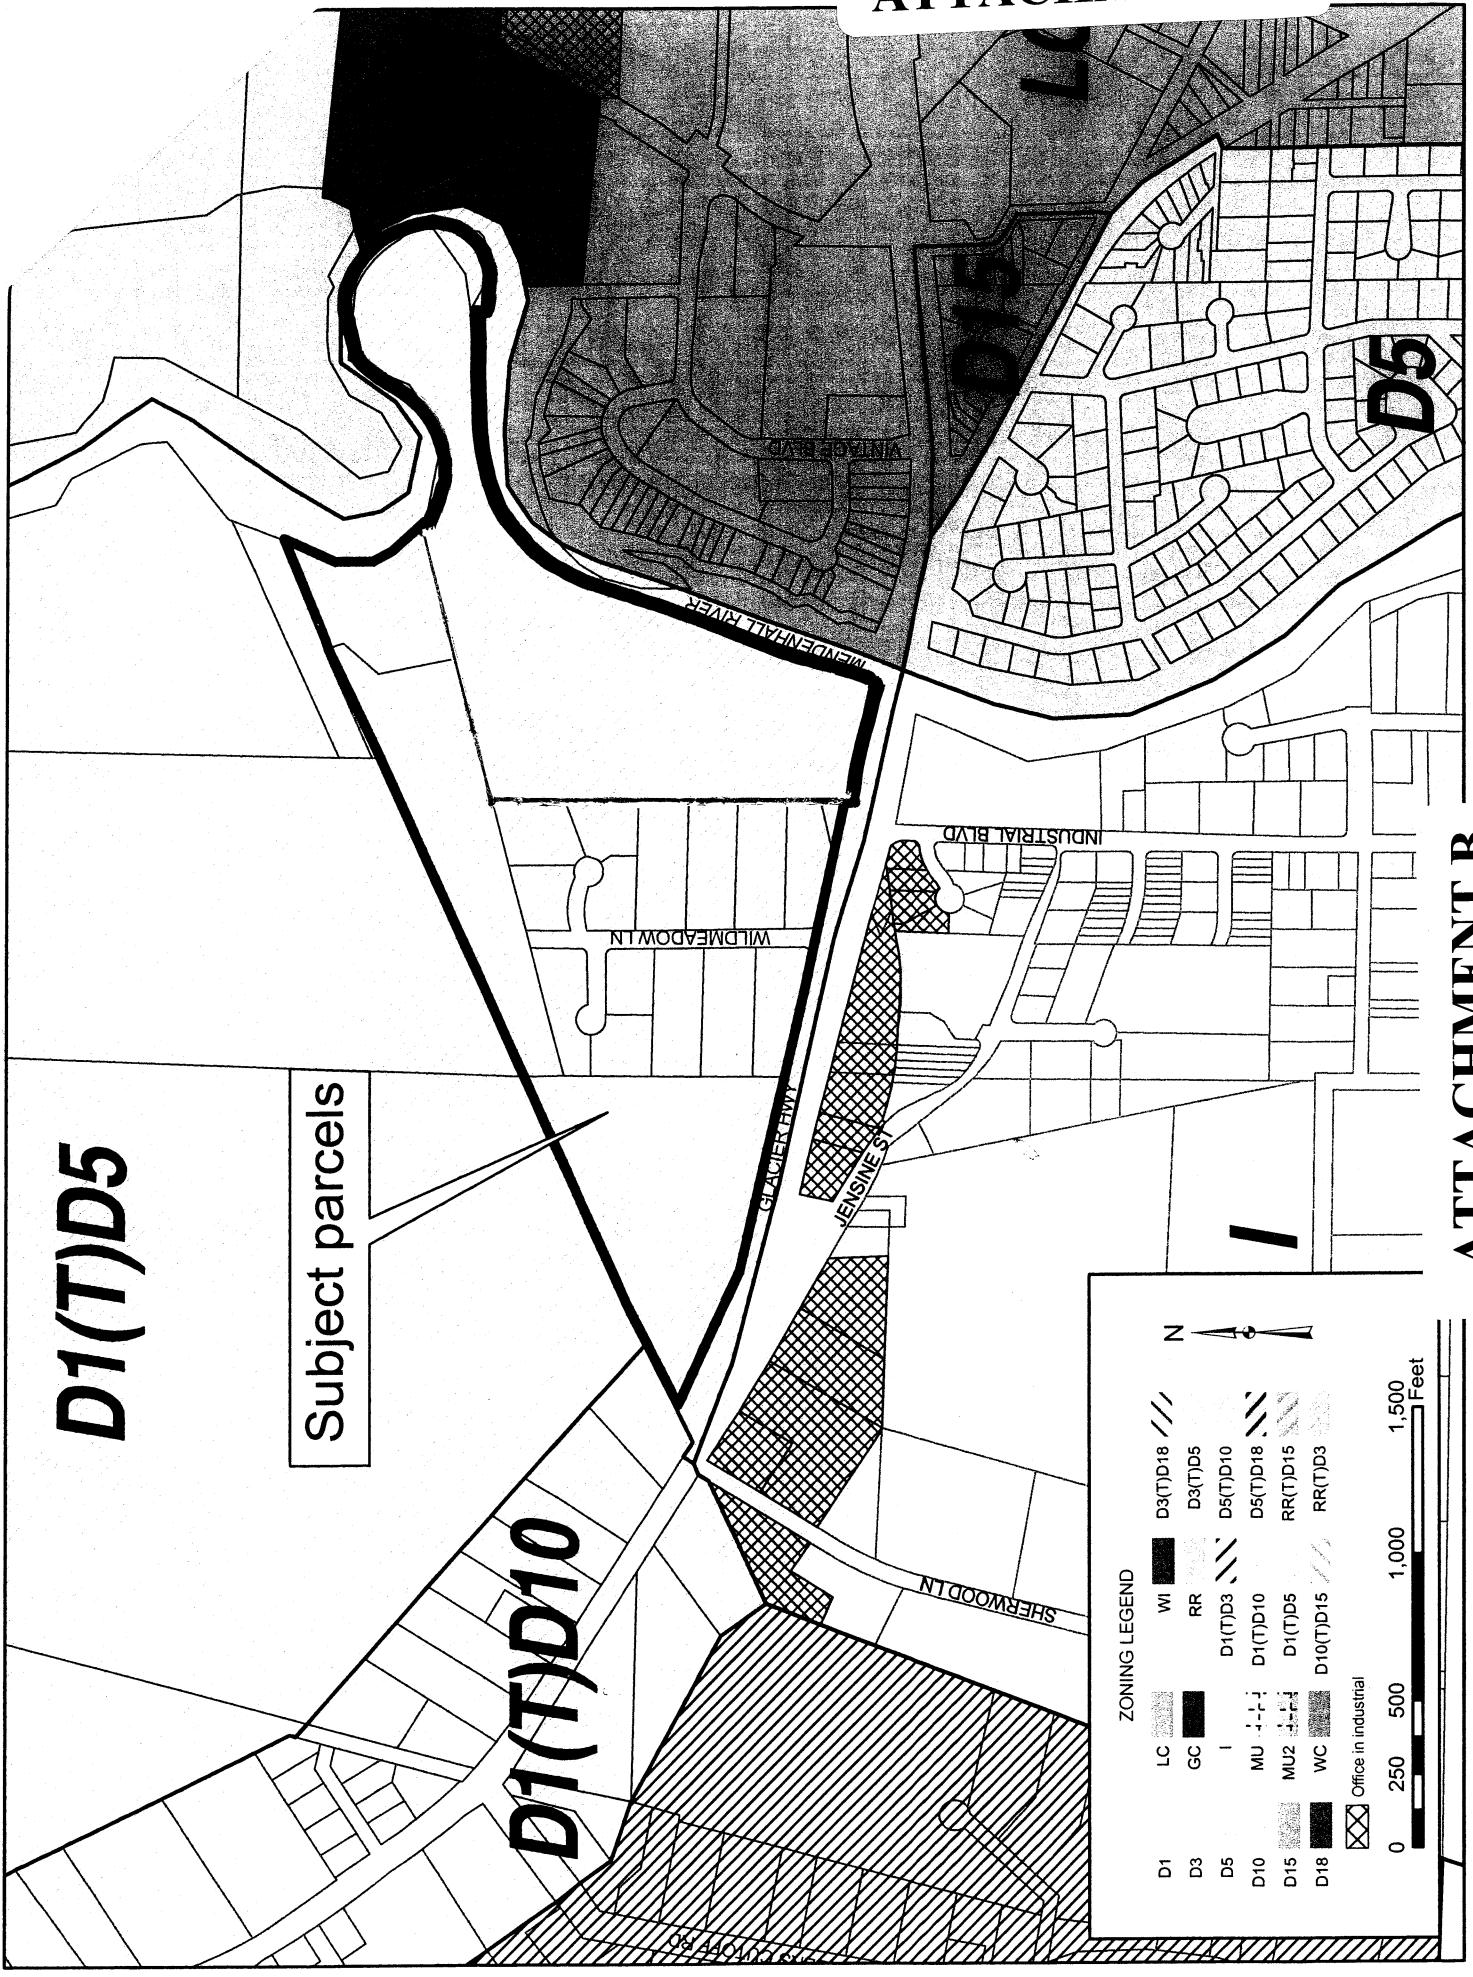 D1(T)D5
Subject parcels
D1(T)D10
D15
D5
I
VINTAGE BLVD
MENDENHALL RIVER
INDUSTRIAL BLVD
WILDMEADOW LN
GLACIER HWY
JENSINE ST
SHERWOOD LN
CUTOFF RD
ZONING LEGEND
D1
D3
D5
D10
D15
D18
LC
GC
I
MU
MU2
WC
WI
RR
D1(T)D3
D1(T)D10
D1(T)D5
D10(T)D15
D3(T)D18
D3(T)D5
D5(T)D10
D5(T)D18
RR(T)D15
RR(T)D3
Office in industrial
N
0 250 500 1,000 1,500
Feet
ATTACHMENT B